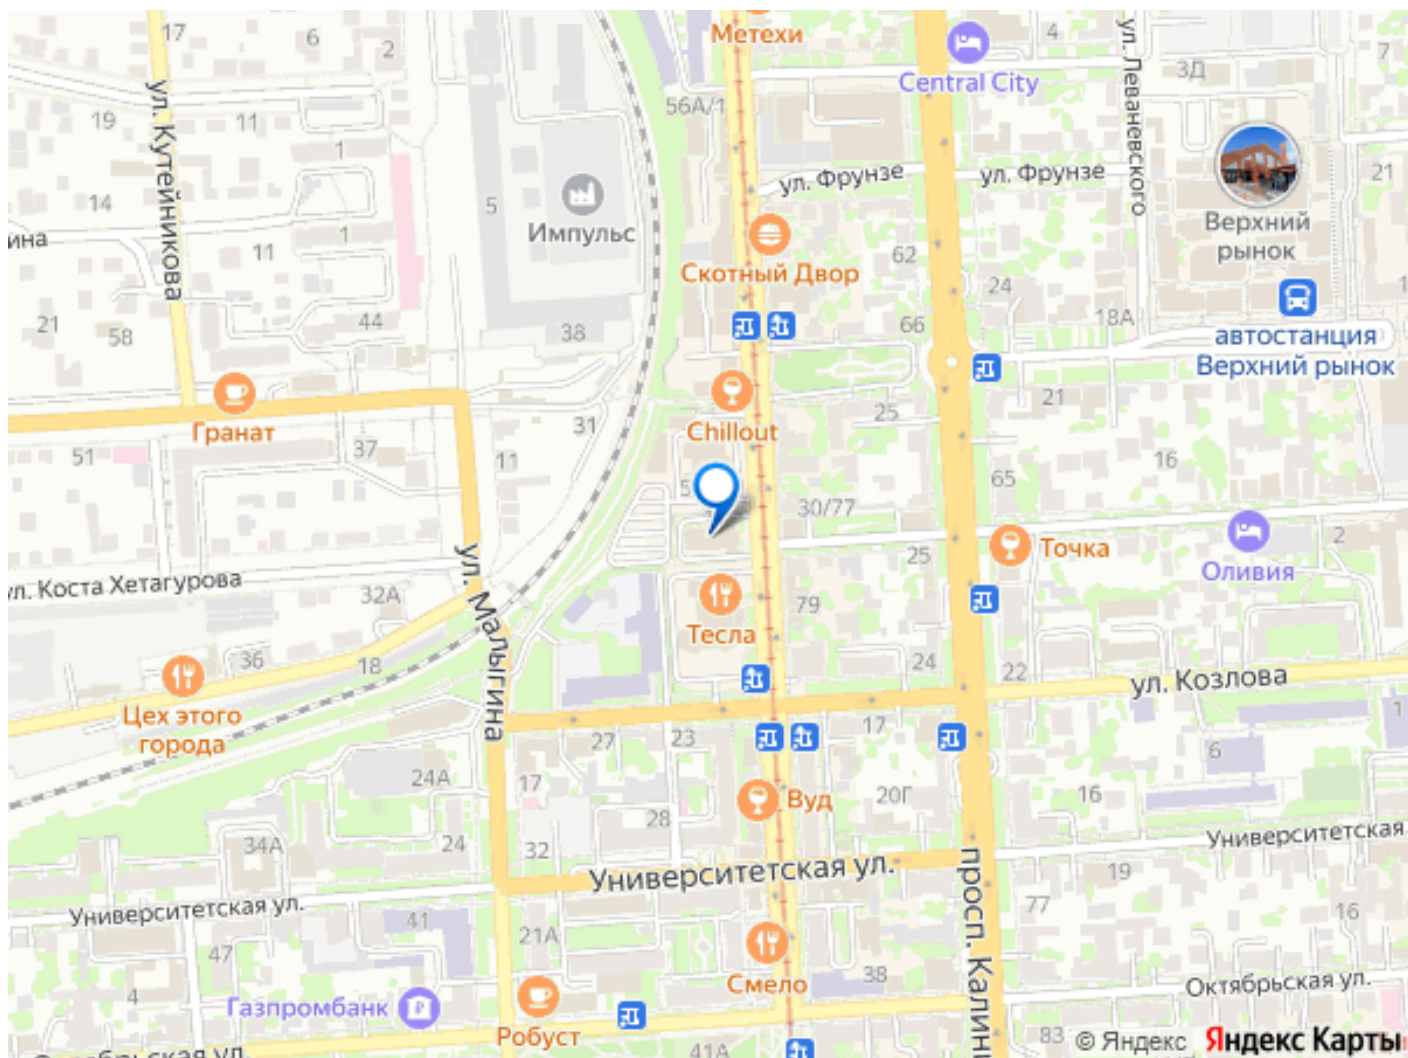 17
6
2
Метехи
4
ул. Леваневского
7
3Д
Central City
ул. Кутейникова
56А/1
19
11
1
ул. Фрунзе
ул. Фрунзе
21
14
5
Импульс
Верхний
рынок
ина
1
11
62
Скотный Двор
24
21
58
44
38
66
18А
автостанция
Верхний рынок
Гранат
Chillout
25
21
31
51
37
11
16
65
30/77
2
25
Точка
Оливия
ул. Коста Хетагурова
32А
ул. Малыгина
79
Тесла
36
18
24
22
ул. Козлова
Цех этого
города
27
23
17
1
6
24А
17
Вуд
20Г
16
28
34А
24
32
Университетская ул.
Университетская
19
просп. Калин
Университетская ул.
41
77
16
21А
47
38
Смело
Октябрьская ул.
4
Газпромбанк
Робуст
83
41А
© Яндекс
Яндекс Карты